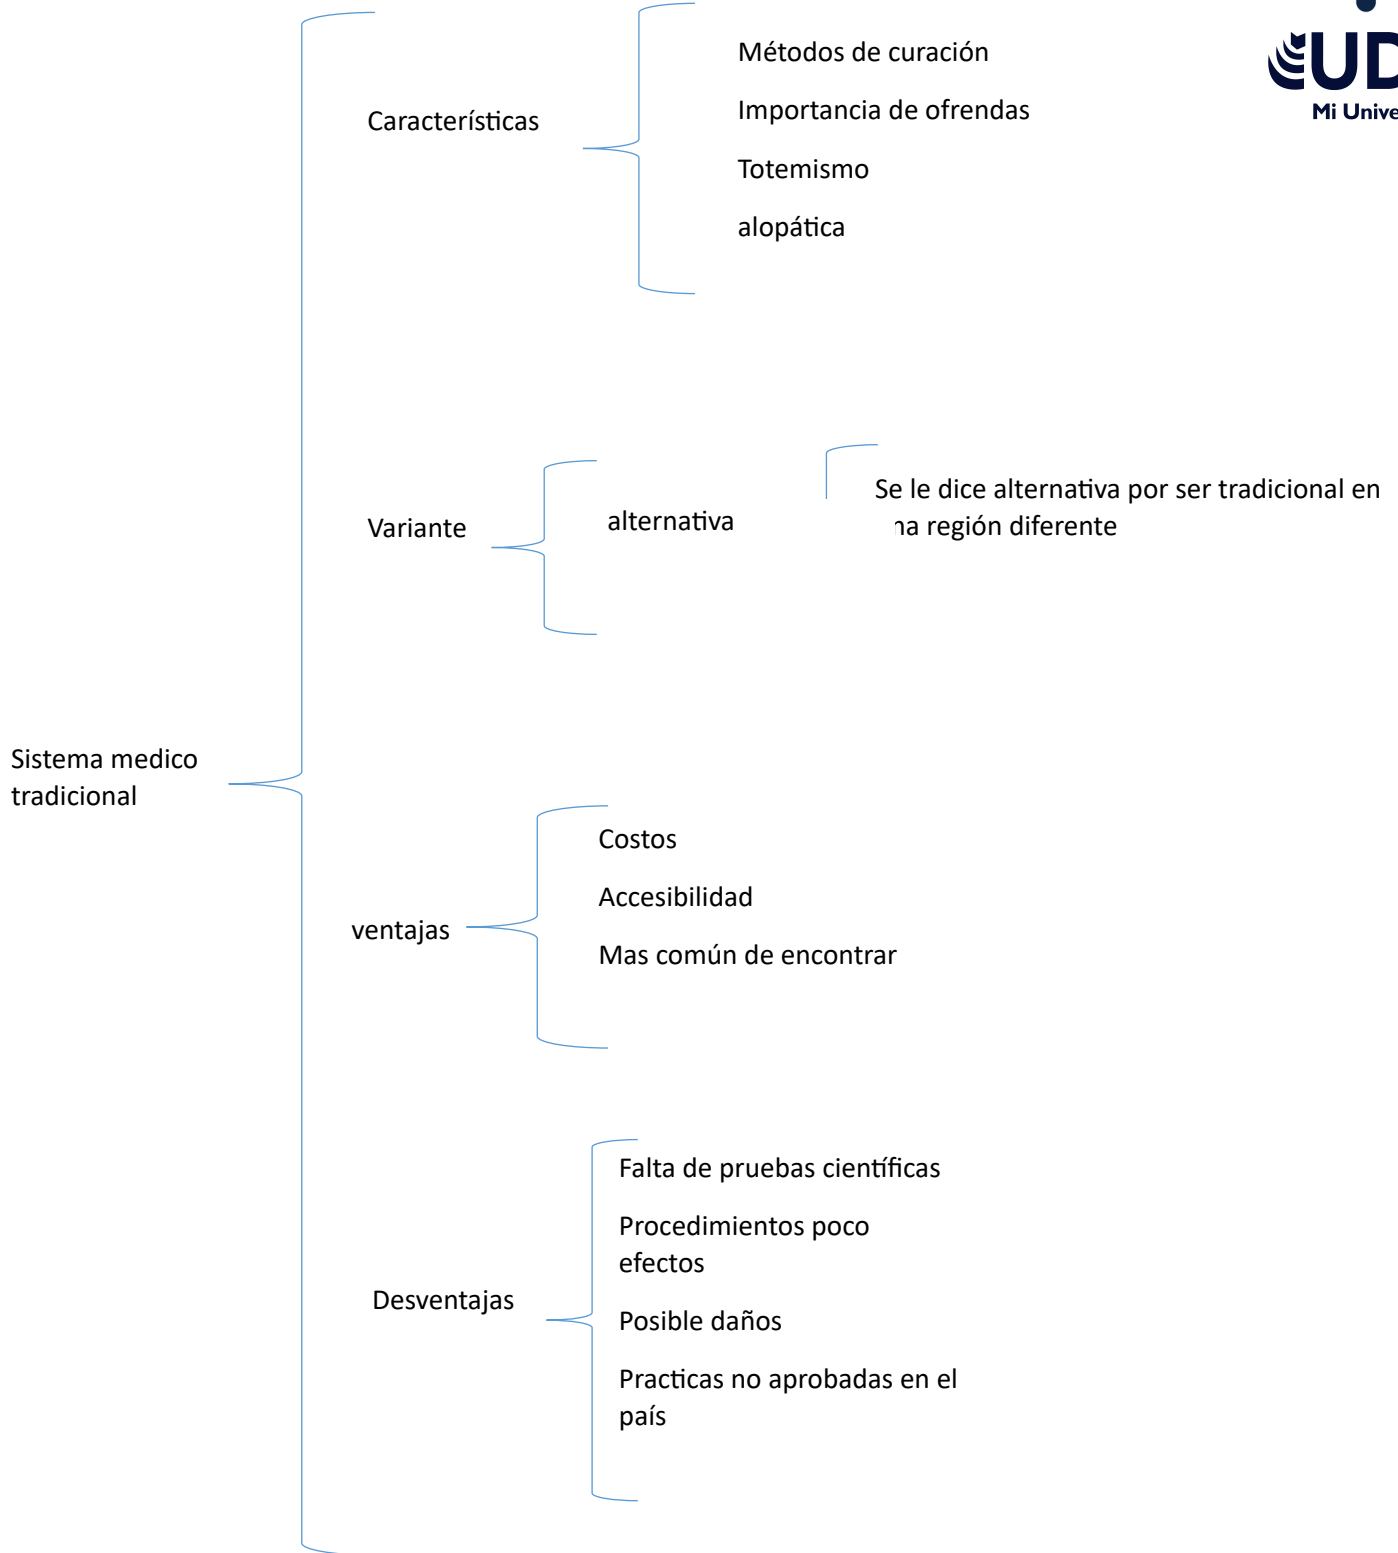 Métodos de curación
Importancia de ofrendas
Totemismo
alopática
Características
Mi Unive
Se le dice alternativa por ser tradicional en
na región diferente
alternativa
Variante
Sistema medico
tradicional
Costos
Accesibilidad
Mas común de encontrar
ventajas
Falta de pruebas científicas
Procedimientos poco
efectos
Posible daños
Practicas no aprobadas en el
país
Desventajas